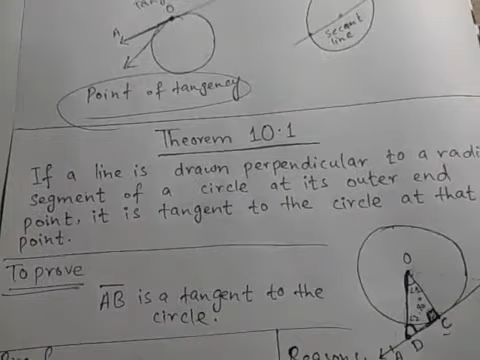 O
A
secant
line
Point of tangency
Theorem 10.1
If a line is drawn perpendicular to a radi
segment of a circle at its outer end
point, it is tangent to the circle at that
point.
To prove
AB is a tangent to the
circle.
O
C
D
Reasons